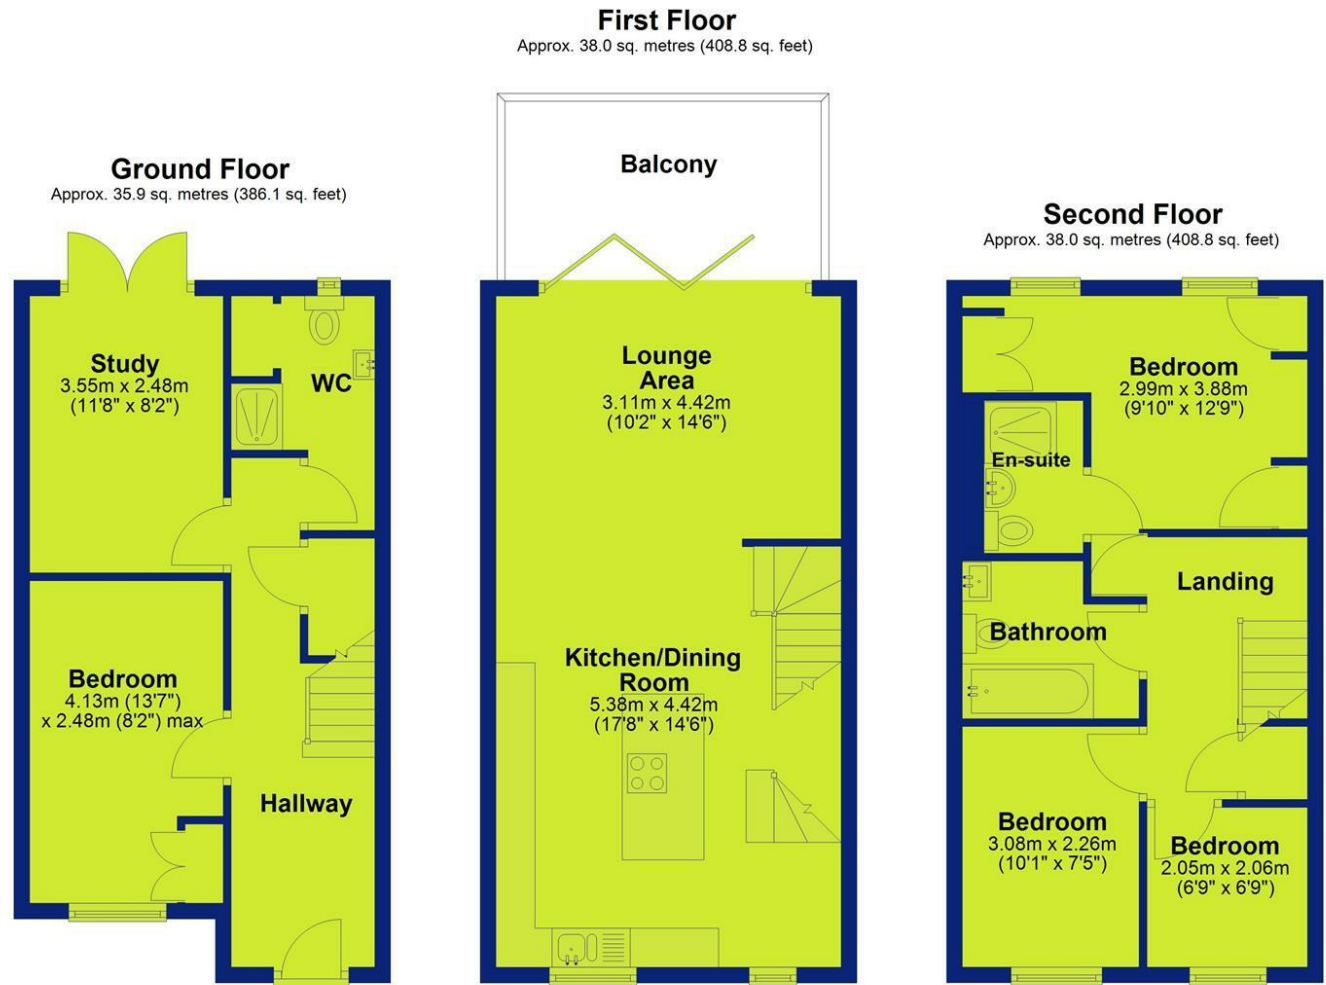 First Floor
Approx. 38.0 sq. metres (408.8 sq. feet)
Balcony
Ground Floor
Approx. 35.9 sq. metres (386.1 sq. feet)
Second Floor
Approx. 38.0 sq. metres (408.8 sq. feet)
Study
3.55m x 2.48m
(11'8" x 8'2")
WC
Bedroom
4.13m (13'7")
x 2.48m (8'2") max
Hallway
Lounge
Area
3.11m x 4.42m
(10'2" x 14'6")
Kitchen/Dining
Room
5.38m x 4.42m
(17'8" x 14'6")
Bedroom
2.99m x 3.88m
(9'10" x 12'9")
En-suite
Landing
Bathroom
Bedroom
3.08m x 2.26m
(10'1" x 7'5")
Bedroom
2.05m x 2.06m
(6'9" x 6'9")